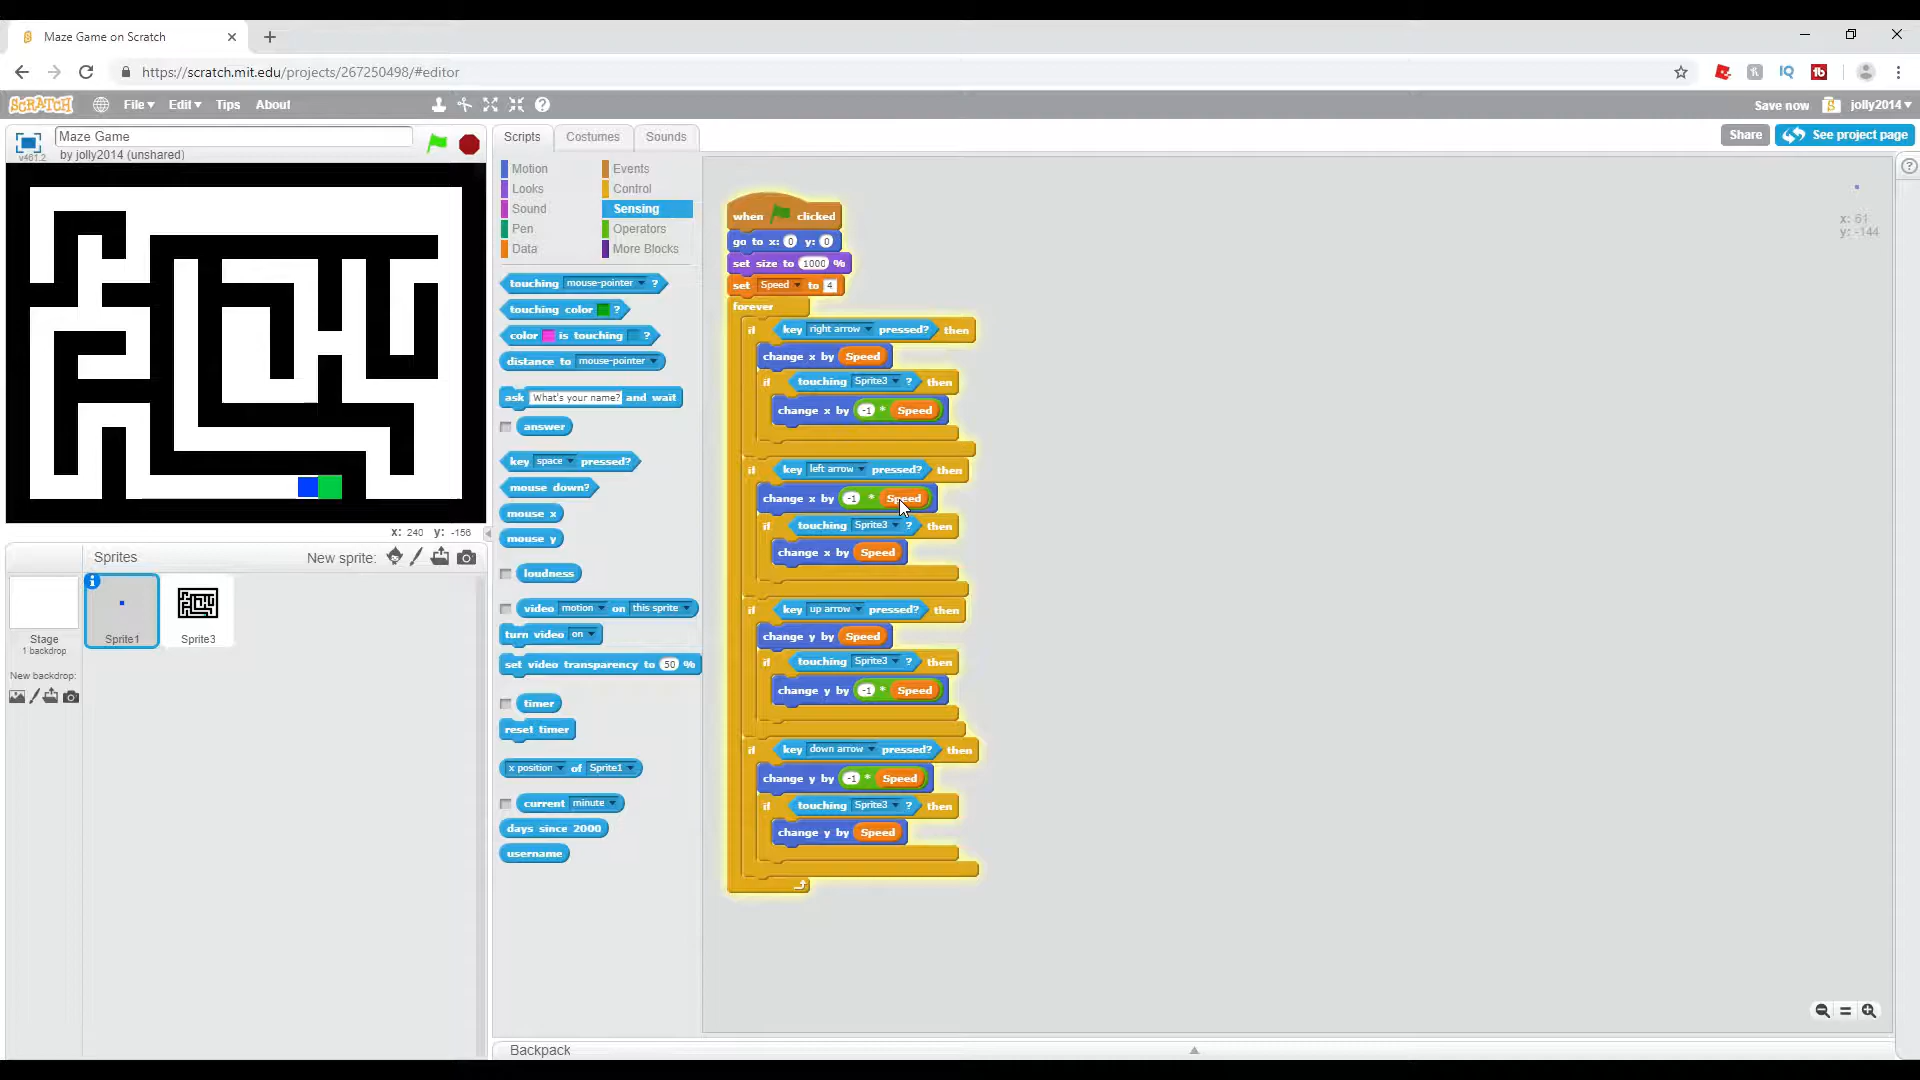 Maze Game on Scratch
https://scratch.mit.edu/projects/267250498/#editor
SCRATCH File Edit Tips About Save now jolly2014
Maze Game
by jolly2014 (unshared)
v461.2
Scripts Costumes Sounds
Share See project page
Motion Events
Looks Control
Sound Sensing
Pen Operators
Data More Blocks
touching mouse-pointer ?
touching color ?
color is touching ?
distance to mouse-pointer
ask What's your name? and wait
answer
key space pressed?
mouse down?
mouse x
mouse y
loudness
video motion on this sprite
turn video on
set video transparency to 50 %
timer
reset timer
x position of Sprite1
current minute
days since 2000
username
when clicked
go to x: 0 y: 0
set size to 1000 %
set Speed to 4
forever
if key right arrow pressed? then
change x by Speed
if touching Sprite3 ? then
change x by -1 * Speed
if key left arrow pressed? then
change x by -1 * Speed
if touching Sprite3 ? then
change x by Speed
if key up arrow pressed? then
change y by Speed
if touching Sprite3 ? then
change y by -1 * Speed
if key down arrow pressed? then
change y by -1 * Speed
if touching Sprite3 ? then
change y by Speed
x: 61
y: -144
x: 240 y: -156
Sprites New sprite:
Stage
1 backdrop
New backdrop:
Sprite1
Sprite3
Backpack